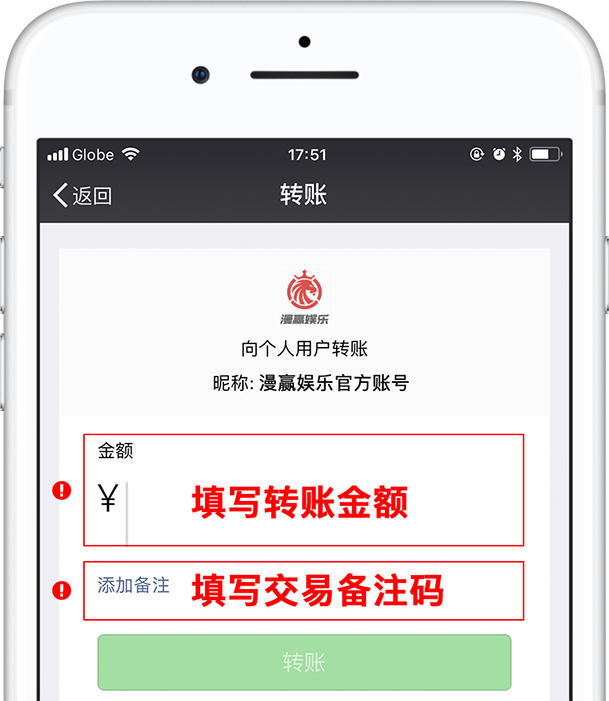 Globe 17:51
返回 转账
漫赢娱乐
向个人用户转账
昵称: 漫赢娱乐官方账号
金额
¥ 填写转账金额
添加备注 填写交易备注码
转账